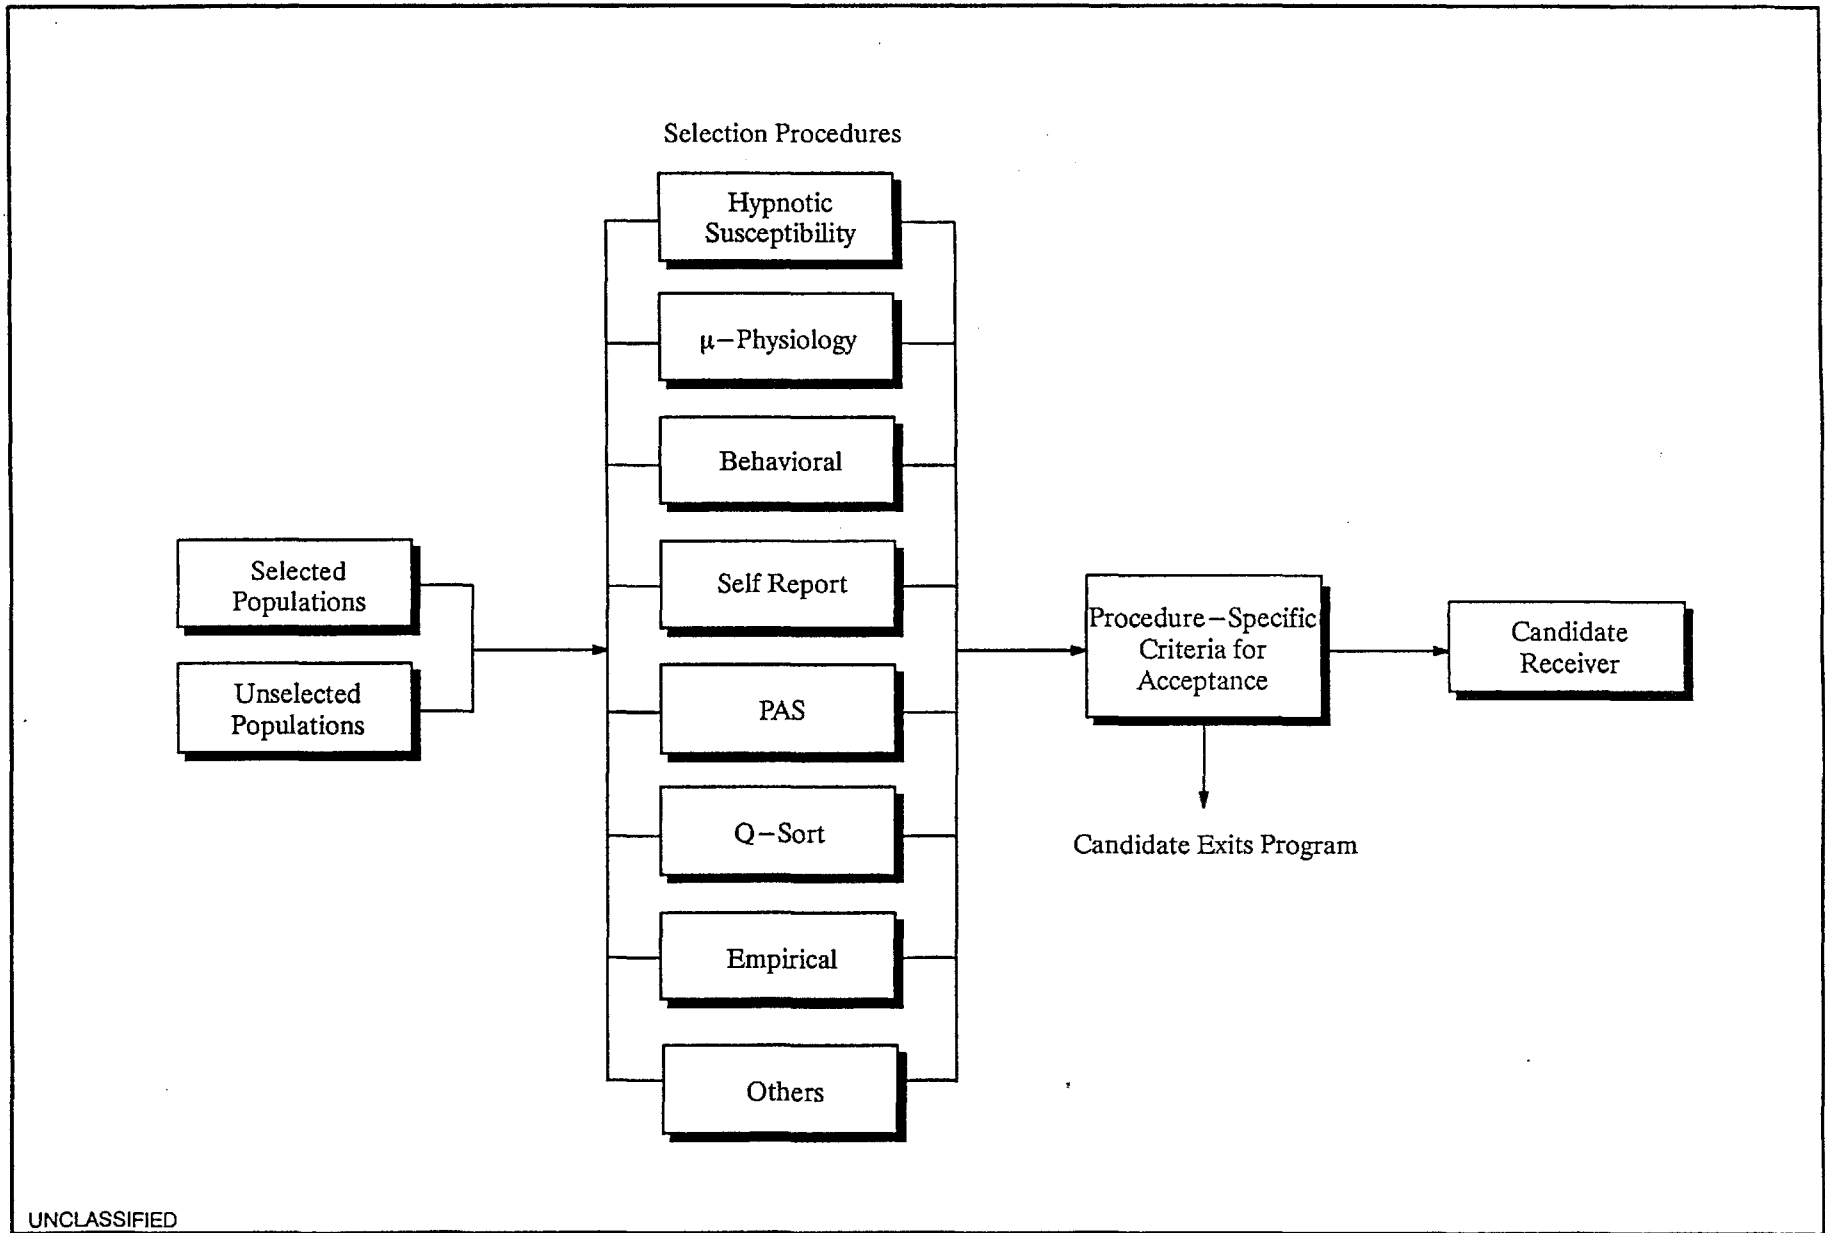 Selection Procedures
Hypnotic
Susceptibility
μ−Physiology
Behavioral
Self Report
PAS
Q−Sort
Empirical
Others
Selected
Populations
Unselected
Populations
Procedure−Specific
Criteria for
Acceptance
Candidate Exits Program
Candidate
Receiver
UNCLASSIFIED